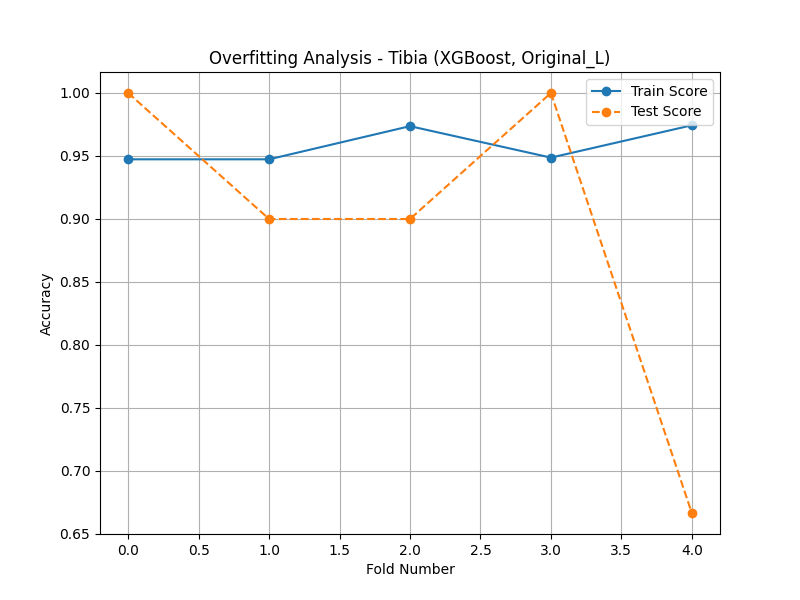 Overfitting Analysis - Tibia (XGBoost, Original_L)
Train Score
Test Score
1.00
0.95
0.90
0.85
0.80
0.75
0.70
0.65
Accuracy
0.0 0.5 1.0 1.5 2.0 2.5 3.0 3.5 4.0
Fold Number